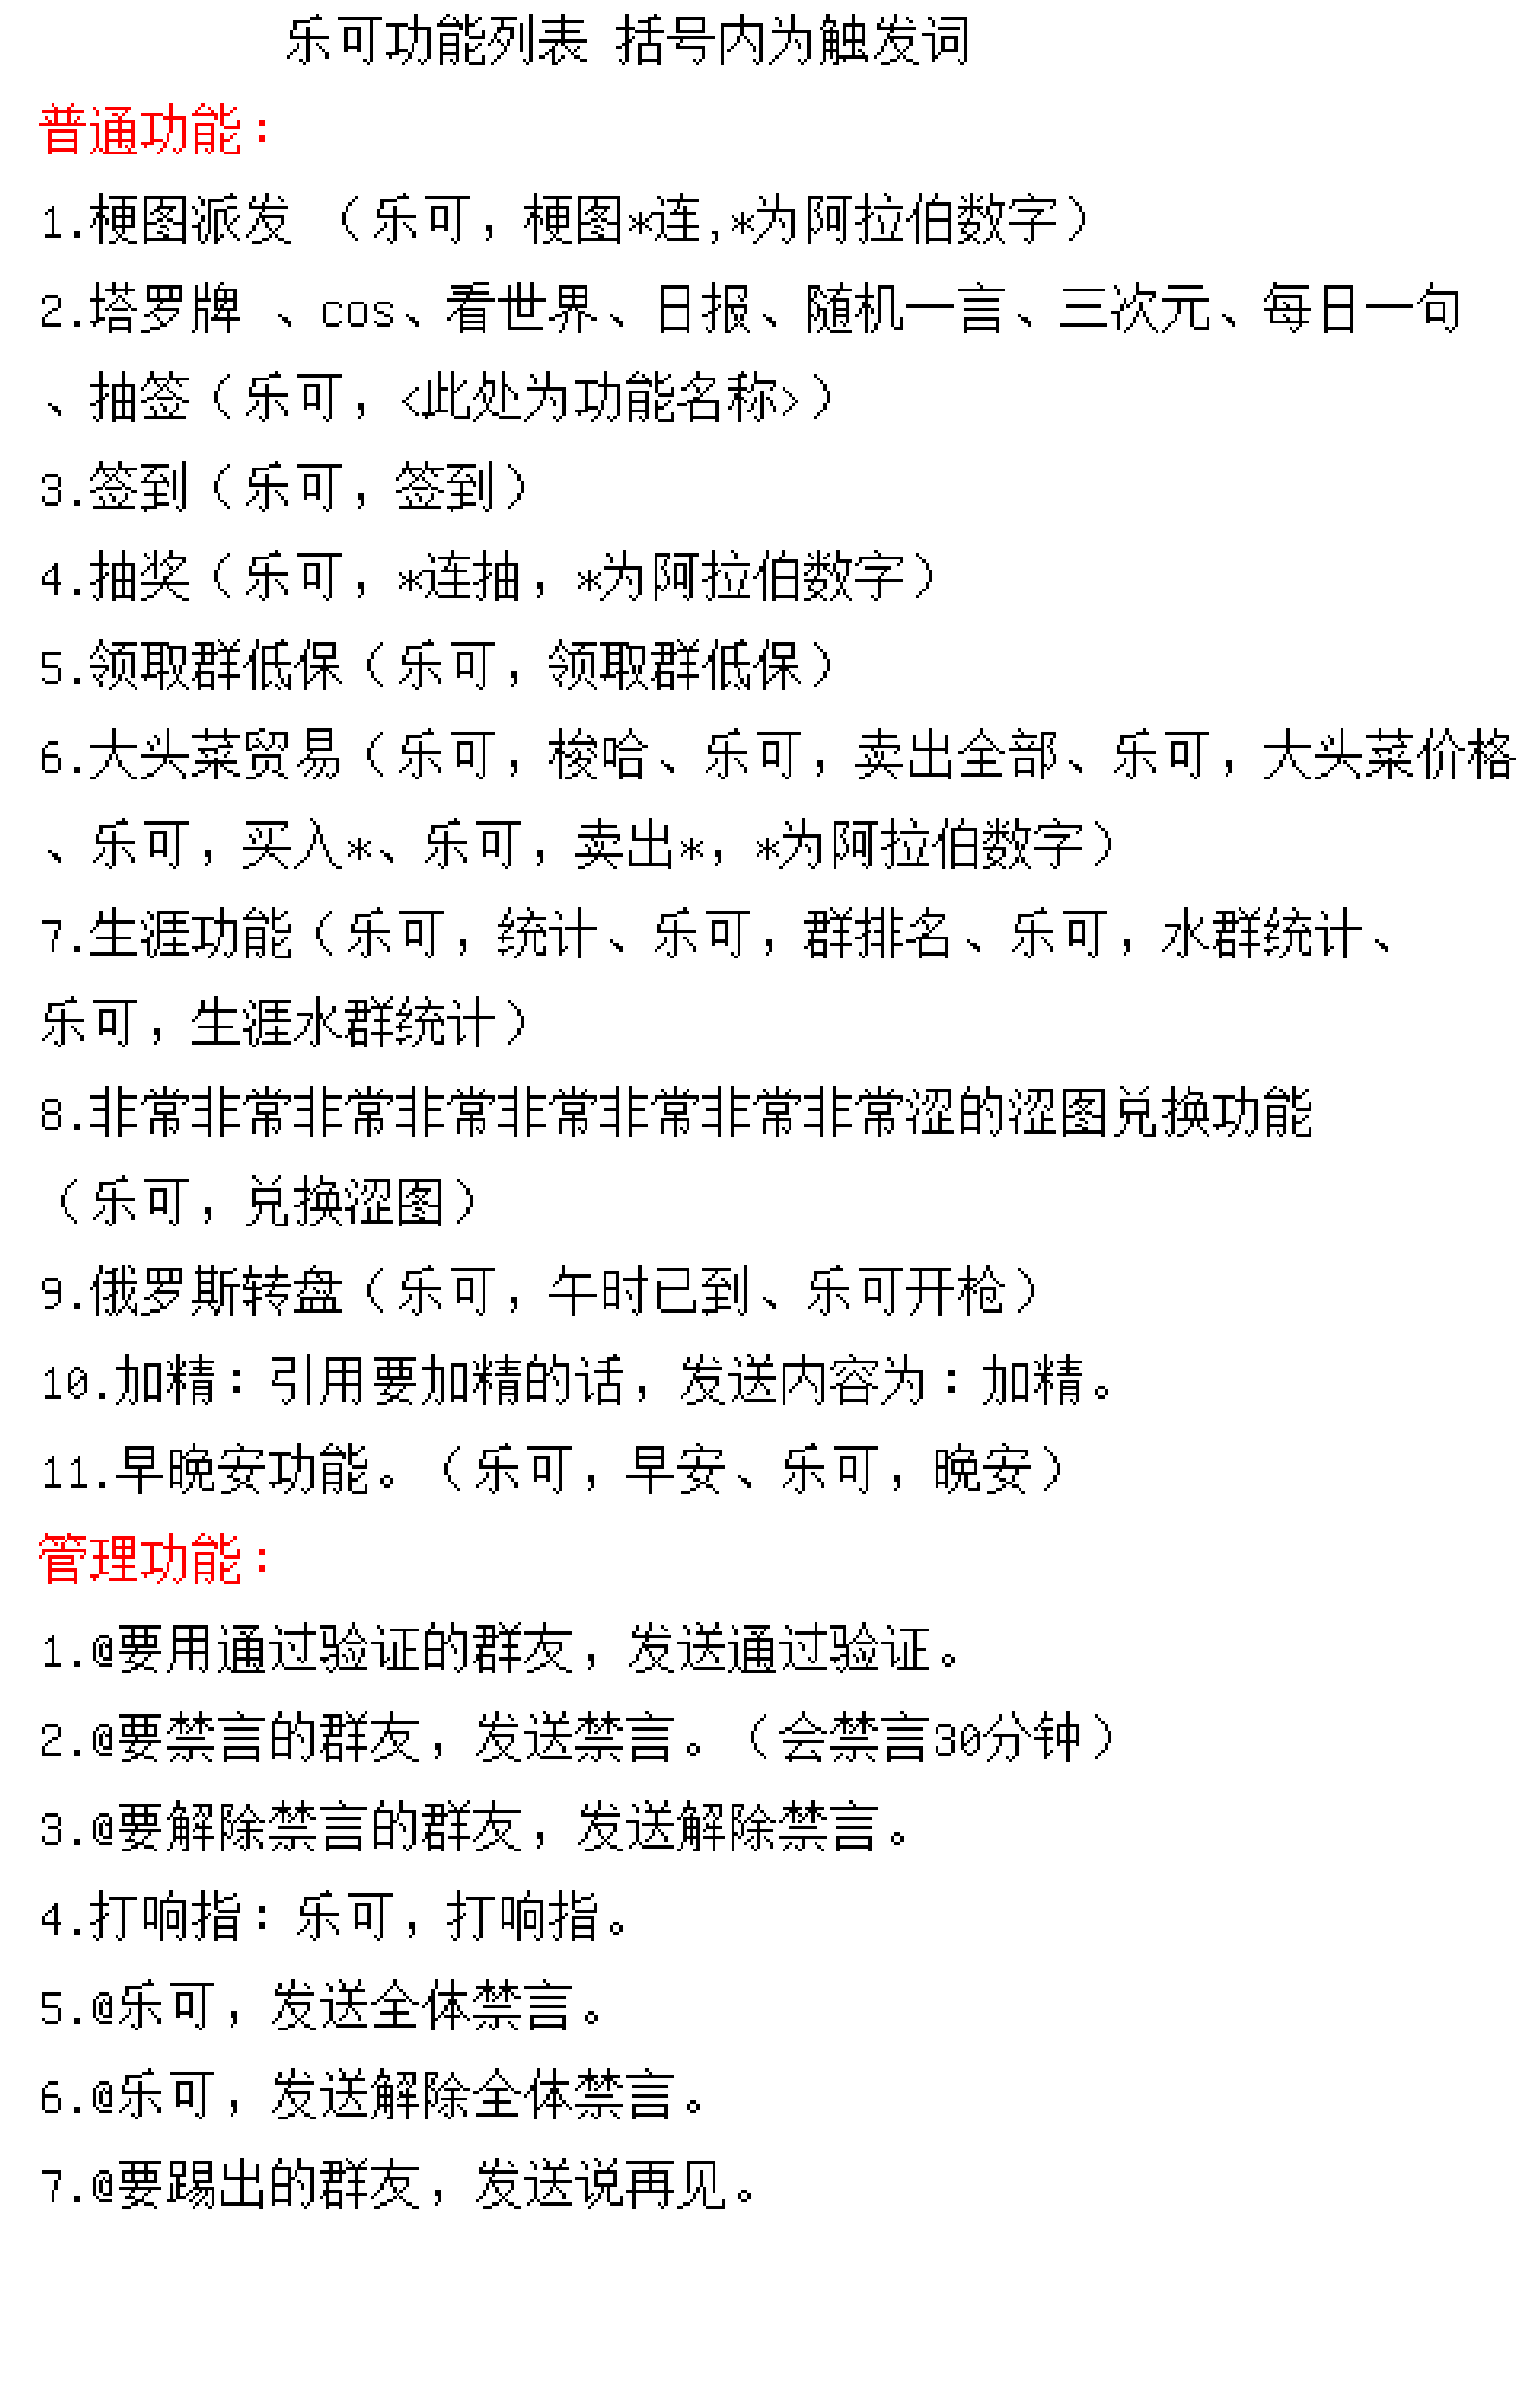 乐可功能列表 括号内为触发词
普通功能：
1.梗图派发 （乐可，梗图*连,*为阿拉伯数字）
2.塔罗牌 、cos、看世界、日报、随机一言、三次元、每日一句
、抽签（乐可，<此处为功能名称>）
3.签到（乐可，签到）
4.抽奖（乐可，*连抽，*为阿拉伯数字）
5.领取群低保（乐可，领取群低保）
6.大头菜贸易（乐可，梭哈、乐可，卖出全部、乐可，大头菜价格
、乐可，买入*、乐可，卖出*，*为阿拉伯数字）
7.生涯功能（乐可，统计、乐可，群排名、乐可，水群统计、
乐可，生涯水群统计）
8.非常非常非常非常非常非常非常非常涩的涩图兑换功能
（乐可，兑换涩图）
9.俄罗斯转盘（乐可，午时已到、乐可开枪）
10.加精：引用要加精的话，发送内容为：加精。
11.早晚安功能。（乐可，早安、乐可，晚安）
管理功能：
1.@要用通过验证的群友，发送通过验证。
2.@要禁言的群友，发送禁言。（会禁言30分钟）
3.@要解除禁言的群友，发送解除禁言。
4.打响指：乐可，打响指。
5.@乐可，发送全体禁言。
6.@乐可，发送解除全体禁言。
7.@要踢出的群友，发送说再见。